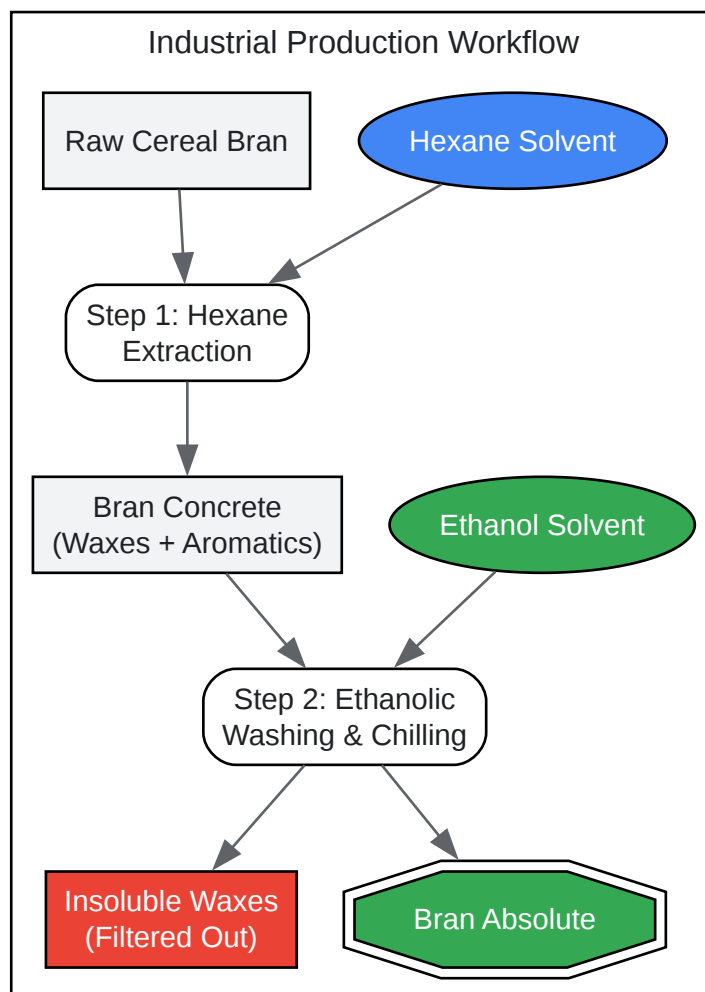 Industrial Production Workflow
Raw Cereal Bran
Hexane Solvent
Step 1: Hexane
Extraction
Bran Concrete
(Waxes + Aromatics)
Ethanol Solvent
Step 2: Ethanolic
Washing & Chilling
Insoluble Waxes
(Filtered Out)
Bran Absolute